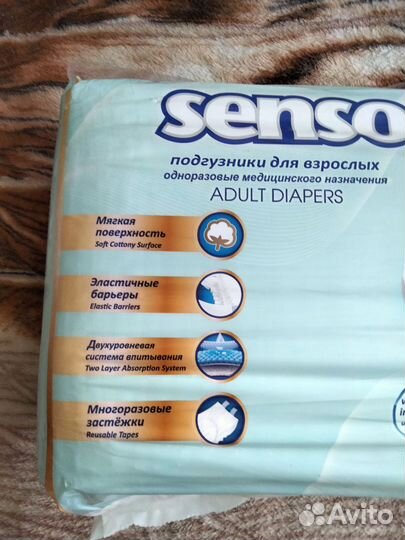 senso
подгузники для взрослых
одноразовые медицинского назначения
ADULT DIAPERS
Мягкая
поверхность
Soft Cottony Surface
Эластичные
барьеры
Elastic Barriers
Двухуровневая
система впитывания
Two Layer Absorption System
Многоразовые
застёжки
Reusable Tapes
Avito